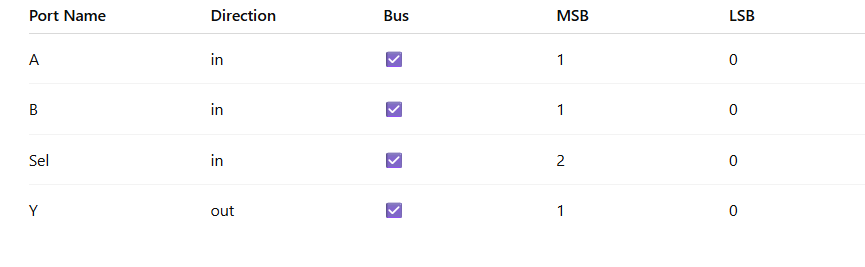 Port Name Direction Bus MSB LSB
A in 1 0
B in 1 0
Sel in 2 0
Y out 1 0